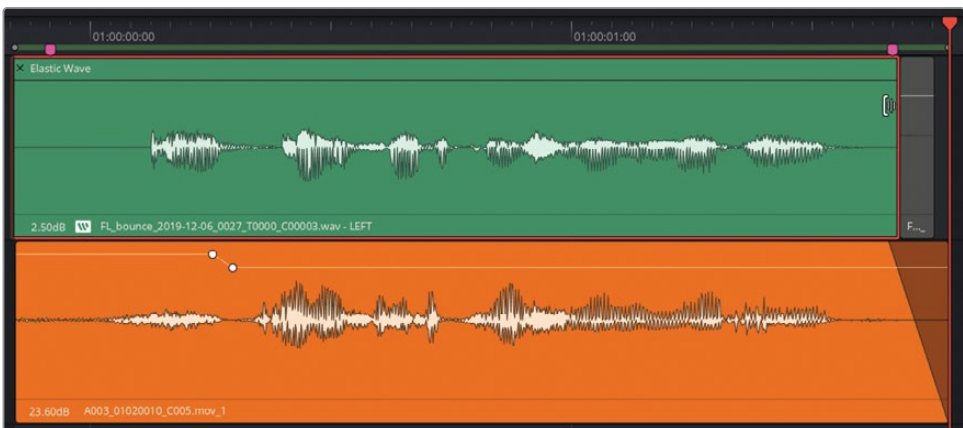 01:00:00:00
01:00:01:00
Elastic Wave
2.50dB FL_bounce_2019-12-06_0027_T0000_C00003.wav - LEFT
F..._
23.60dB A003_01020010_C005.mov_1